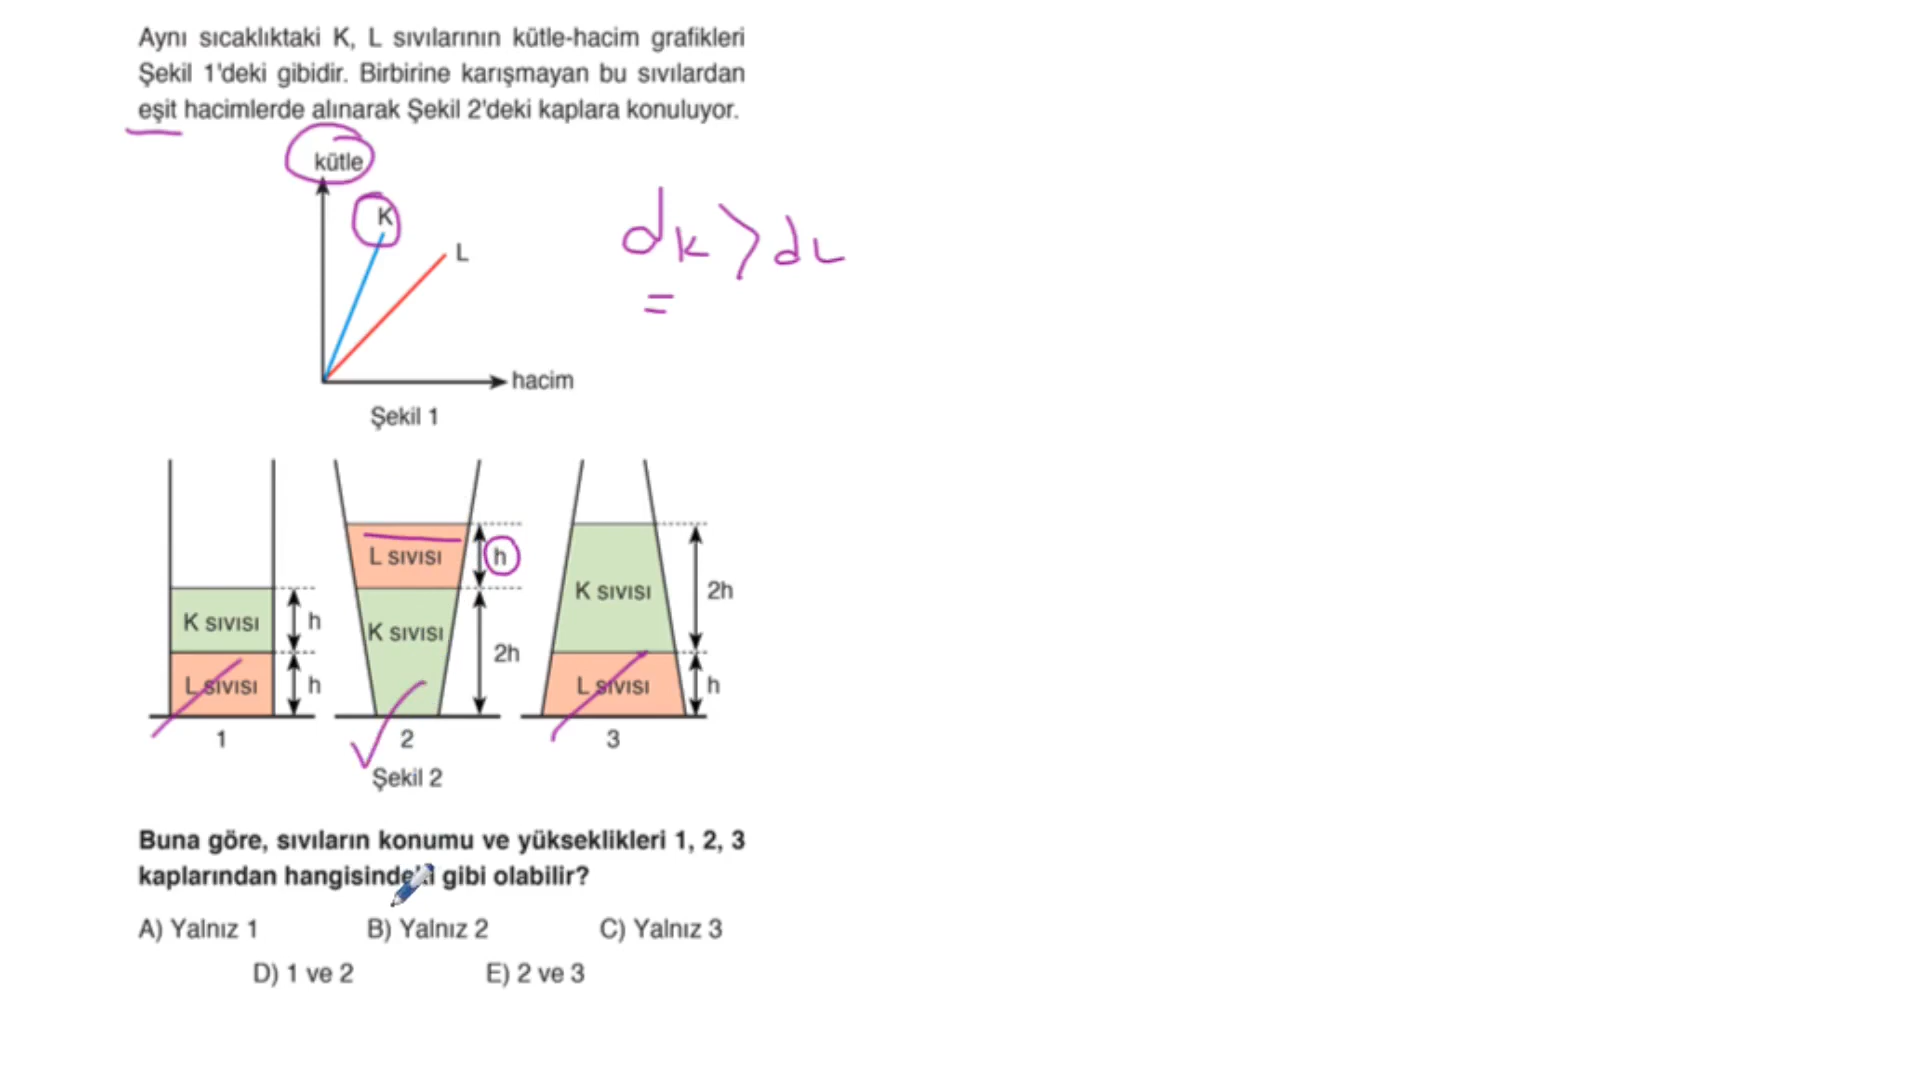 Aynı sıcaklıktaki K, L sıvılarının kütle-hacim grafikleri
Şekil 1'deki gibidir. Birbirine karışmayan bu sıvılardan
eşit hacimlerde alınarak Şekil 2'deki kaplara konuluyor.
kütle
K
L
hacim
Şekil 1
dK > dL
=
L sıvısı
h
K sıvısı
2h
K sıvısı
h
L sıvısı
h
K sıvısı
2h
L sıvısı
h
1
2
3
Şekil 2
Buna göre, sıvıların konumu ve yükseklikleri 1, 2, 3
kaplarından hangisindeki gibi olabilir?
A) Yalnız 1
B) Yalnız 2
C) Yalnız 3
D) 1 ve 2
E) 2 ve 3